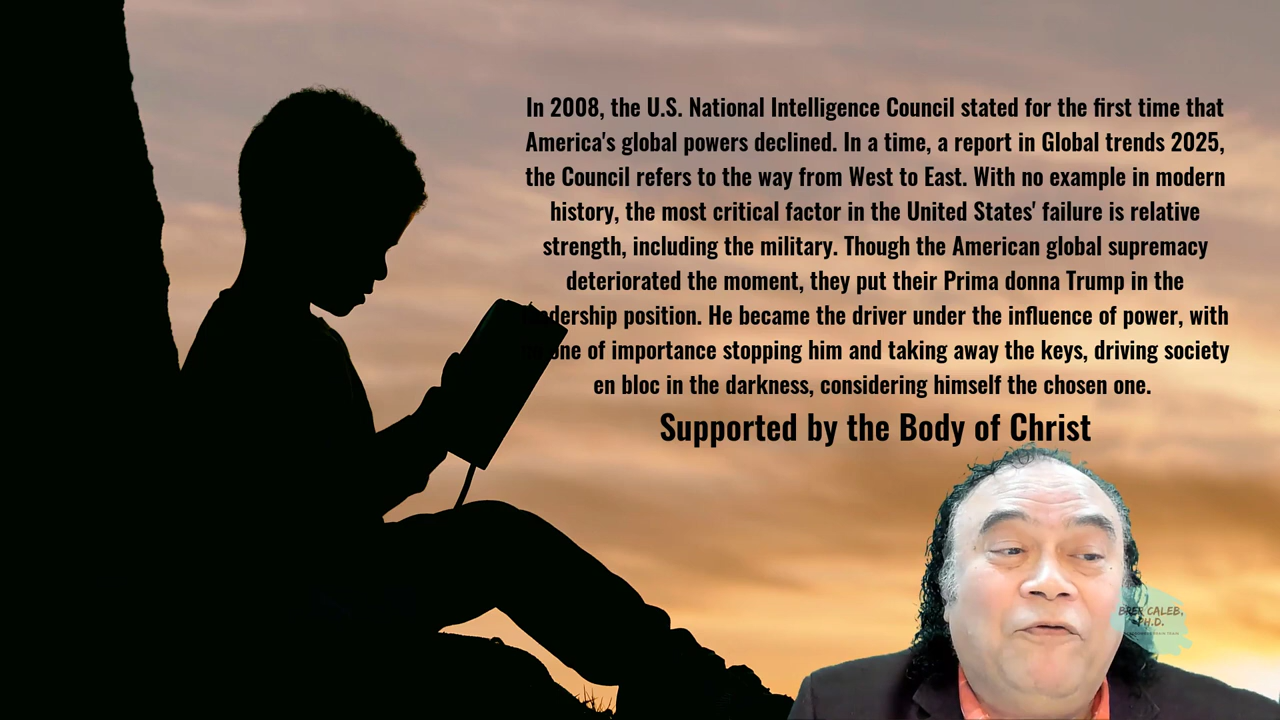 In 2008, the U.S. National Intelligence Council stated for the first time that
America's global powers declined. In a time, a report in Global trends 2025,
the Council refers to the way from West to East. With no example in modern
history, the most critical factor in the United States' failure is relative
strength, including the military. Though the American global supremacy
deteriorated the moment, they put their Prima donna Trump in the
leadership position. He became the driver under the influence of power, with
one of importance stopping him and taking away the keys, driving society
en bloc in the darkness, considering himself the chosen one.
Supported by the Body of Christ
BRER CALEB,
PH.D.